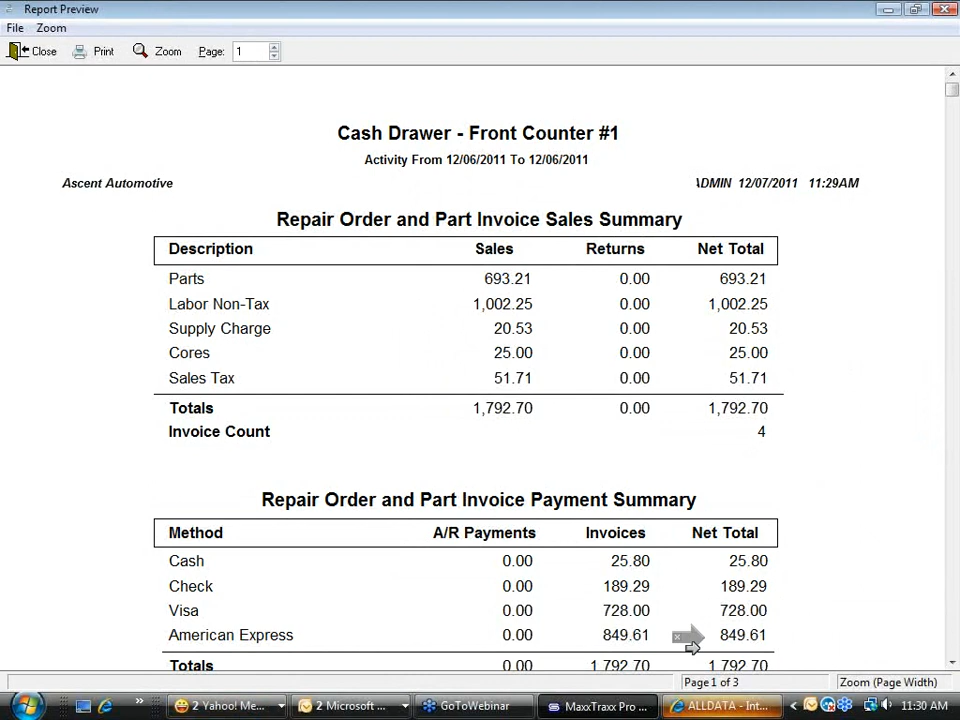 Report Preview
File Zoom
Close Print Zoom Page: 1
Cash Drawer - Front Counter #1
Activity From 12/06/2011 To 12/06/2011
Ascent Automotive DMIN 12/07/2011 11:29AM
Repair Order and Part Invoice Sales Summary
Description Sales Returns Net Total
Parts 693.21 0.00 693.21
Labor Non-Tax 1,002.25 0.00 1,002.25
Supply Charge 20.53 0.00 20.53
Cores 25.00 0.00 25.00
Sales Tax 51.71 0.00 51.71
Totals 1,792.70 0.00 1,792.70
Invoice Count 4
Repair Order and Part Invoice Payment Summary
Method A/R Payments Invoices Net Total
Cash 0.00 25.80 25.80
Check 0.00 189.29 189.29
Visa 0.00 728.00 728.00
American Express 0.00 849.61 849.61
Totals 0.00 1,792.70 1,792.70
Page 1 of 3 Zoom (Page Width)
» 2 Yahoo! Me... 2 Microsoft ... GoToWebinar MaxxTraxx Pro ... ALLDATA - Int... 11:30 AM